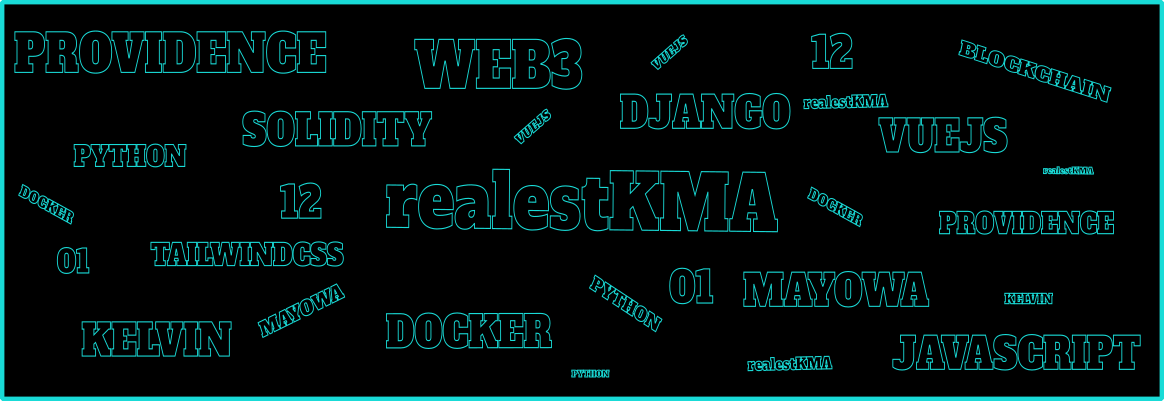 PROVIDENCE
WEB3
VUEJS
12
BLOCKCHAIN
DJANGO
realestKMA
SOLIDITY
VUEJS
VUEJS
PYTHON
realestKMA
DOCKER
12
realestKMA
DOCKER
PROVIDENCE
01
TAILWINDCSS
01
MAYOWA
PYTHON
KELVIN
MAYOWA
KELVIN
DOCKER
JAVASCRIPT
realestKMA
PYTHON